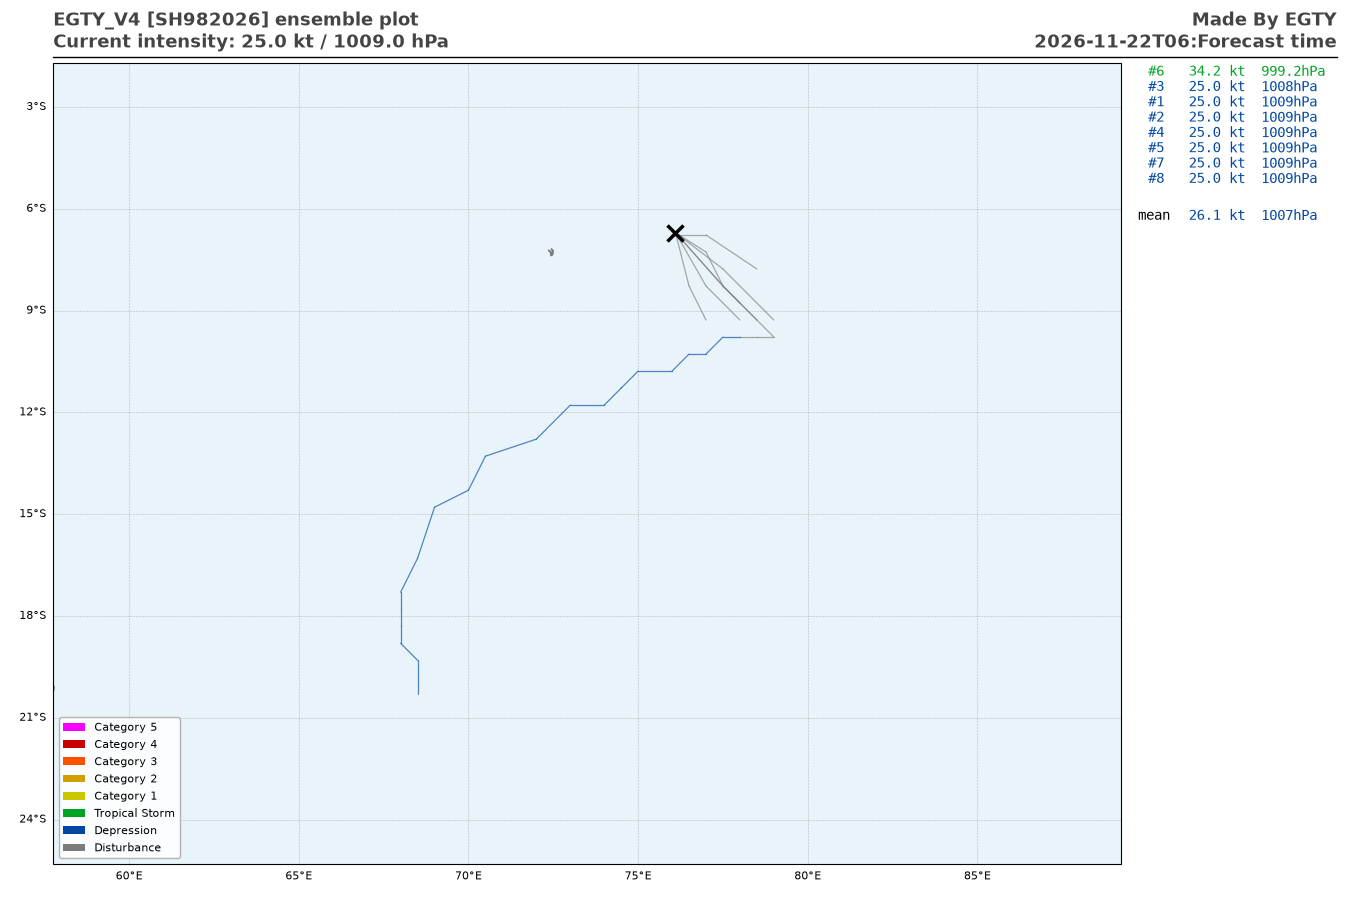 EGTY_V4 [SH982026] ensemble plot
Current intensity: 25.0 kt / 1009.0 hPa
Made By EGTY
2026-11-22T06:Forecast time
#6 34.2 kt 999.2hPa
#3 25.0 kt 1008hPa
#1 25.0 kt 1009hPa
#2 25.0 kt 1009hPa
#4 25.0 kt 1009hPa
#5 25.0 kt 1009hPa
#7 25.0 kt 1009hPa
#8 25.0 kt 1009hPa
mean 26.1 kt 1007hPa
3°S
6°S
9°S
12°S
15°S
18°S
21°S
24°S
Category 5
Category 4
Category 3
Category 2
Category 1
Tropical Storm
Depression
Disturbance
60°E 65°E 70°E 75°E 80°E 85°E